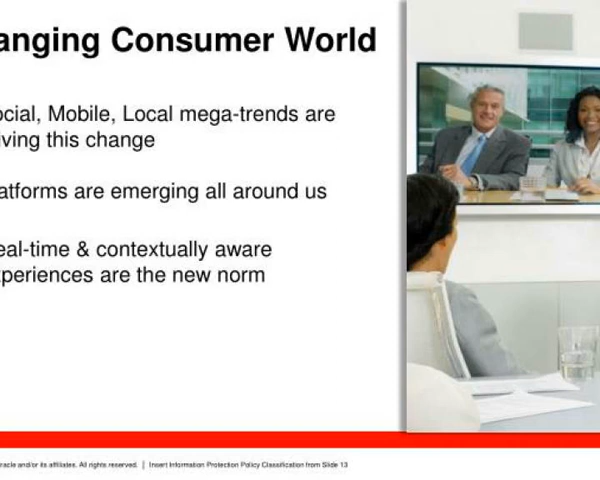 anging Consumer World
ocial, Mobile, Local mega-trends are
iving this change
atforms are emerging all around us
eal-time & contextually aware
xperiences are the new norm
racle and/or its affiliates. All rights reserved. | Insert Information Protection Policy Classification from Slide 13